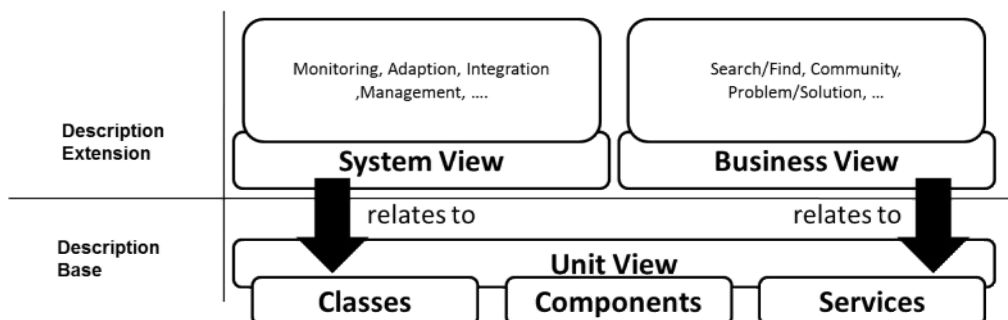 Monitoring, Adaption, Integration
,Management, ....
Search/Find, Community,
Problem/Solution, ...
Description
Extension
System View
Business View
relates to
relates to
Description
Base
Unit View
Classes
Components
Services